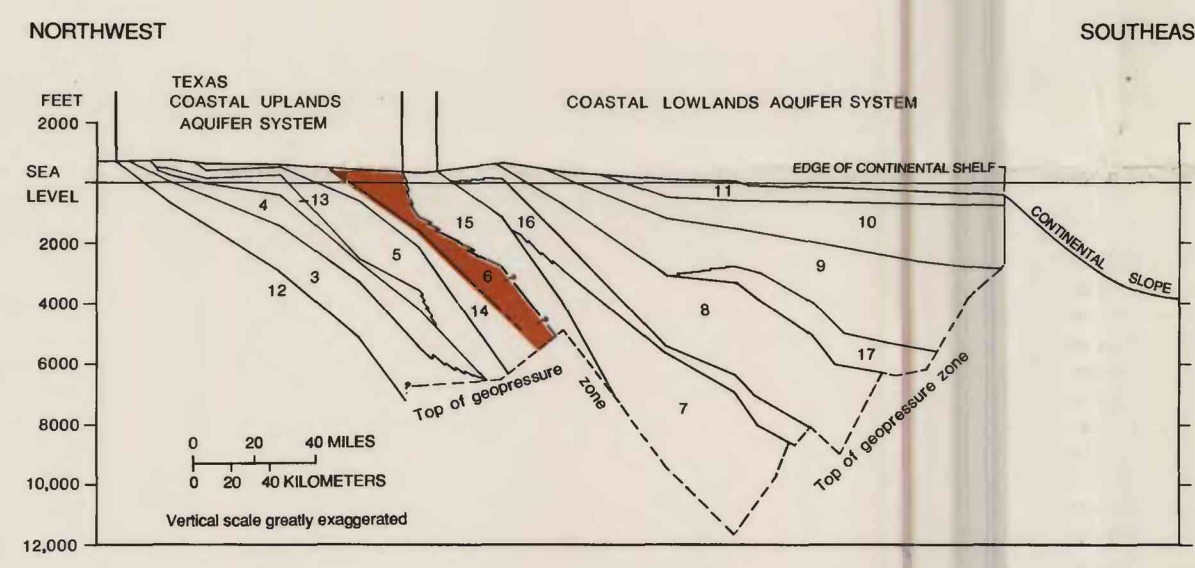 NORTHWEST
SOUTHEAS
TEXAS
COASTAL UPLANDS
AQUIFER SYSTEM
COASTAL LOWLANDS AQUIFER SYSTEM
FEET
2000
SEA
LEVEL
2000
4000
6000
8000
10,000
12,000
EDGE OF CONTINENTAL SHELF
CONTINENTAL SLOPE
11
10
9
8
17
7
16
15
6
14
5
13
4
3
12
?
Top of geopressure zone
Top of geopressure zone
0 20 40 MILES
0 20 40 KILOMETERS
Vertical scale greatly exaggerated